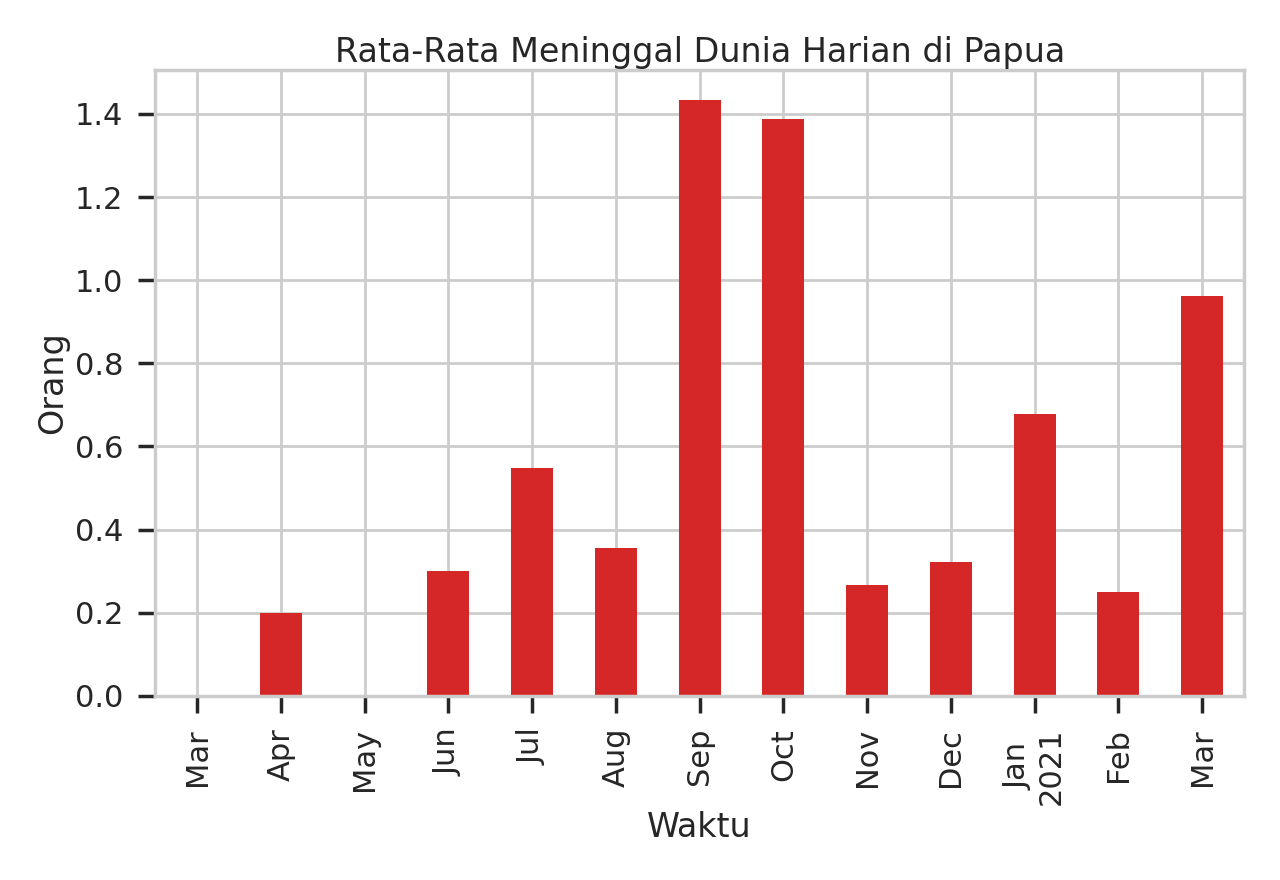 Rata-Rata Meninggal Dunia Harian di Papua
1.4
1.2
1.0
0.8
0.6
0.4
0.2
0.0
Orang
Mar
Apr
May
Jun
Jul
Aug
Sep
Oct
Nov
Dec
Jan
2021
Feb
Mar
Waktu